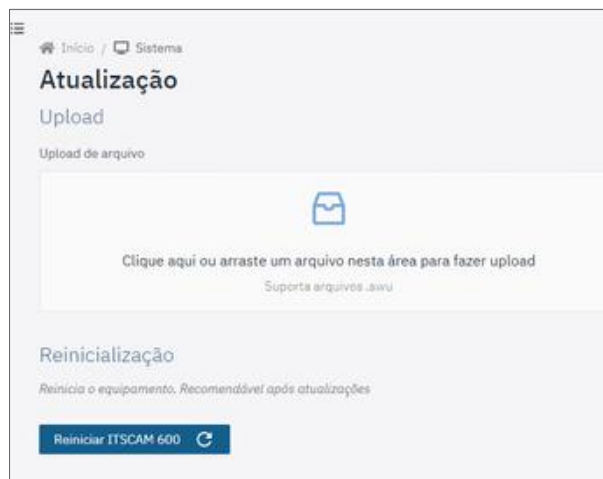 Início / Sistema
Atualização
Upload
Upload de arquivo
Clique aqui ou arraste um arquivo nesta área para fazer upload
Suporta arquivos .swu
Reinicialização
Reinicia o equipamento. Recomendável após atualizações
Reiniciar ITSCAM 600